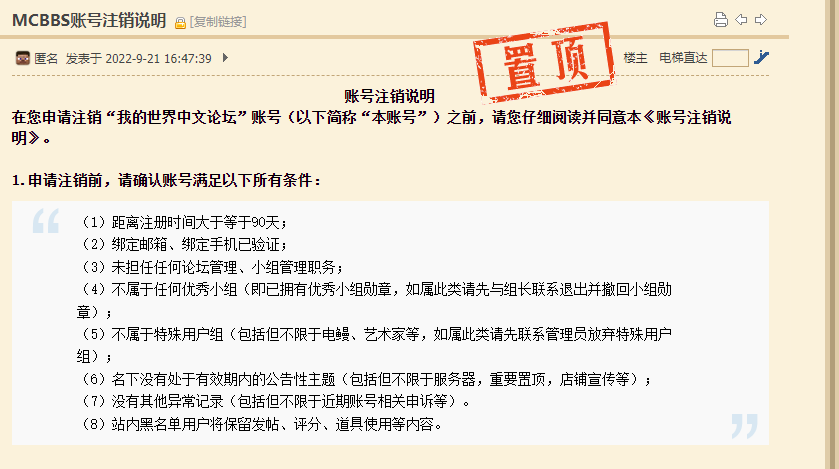 MCBBS账号注销说明 [复制链接]
匿名 发表于 2022-9-21 16:47:39
置顶
楼主 电梯直达
账号注销说明
在您申请注销“我的世界中文论坛”账号（以下简称“本账号”）之前，请您仔细阅读并同意本《账号注销说
明》。
1.申请注销前，请确认账号满足以下所有条件：
（1）距离注册时间大于等于90天；
（2）绑定邮箱、绑定手机已验证；
（3）未担任任何论坛管理、小组管理职务；
（4）不属于任何优秀小组（即已拥有优秀小组勋章，如属此类请先与组长联系退出并撤回小组勋
章）；
（5）不属于特殊用户组（包括但不限于电鳗、艺术家等，如属此类请先联系管理员放弃特殊用户
组）；
（6）名下没有处于有效期内的公告性主题（包括但不限于服务器，重要置顶，店铺宣传等）；
（7）没有其他异常记录（包括但不限于近期账号相关申诉等）。
（8）站内黑名单用户将保留发帖、评分、道具使用等内容。